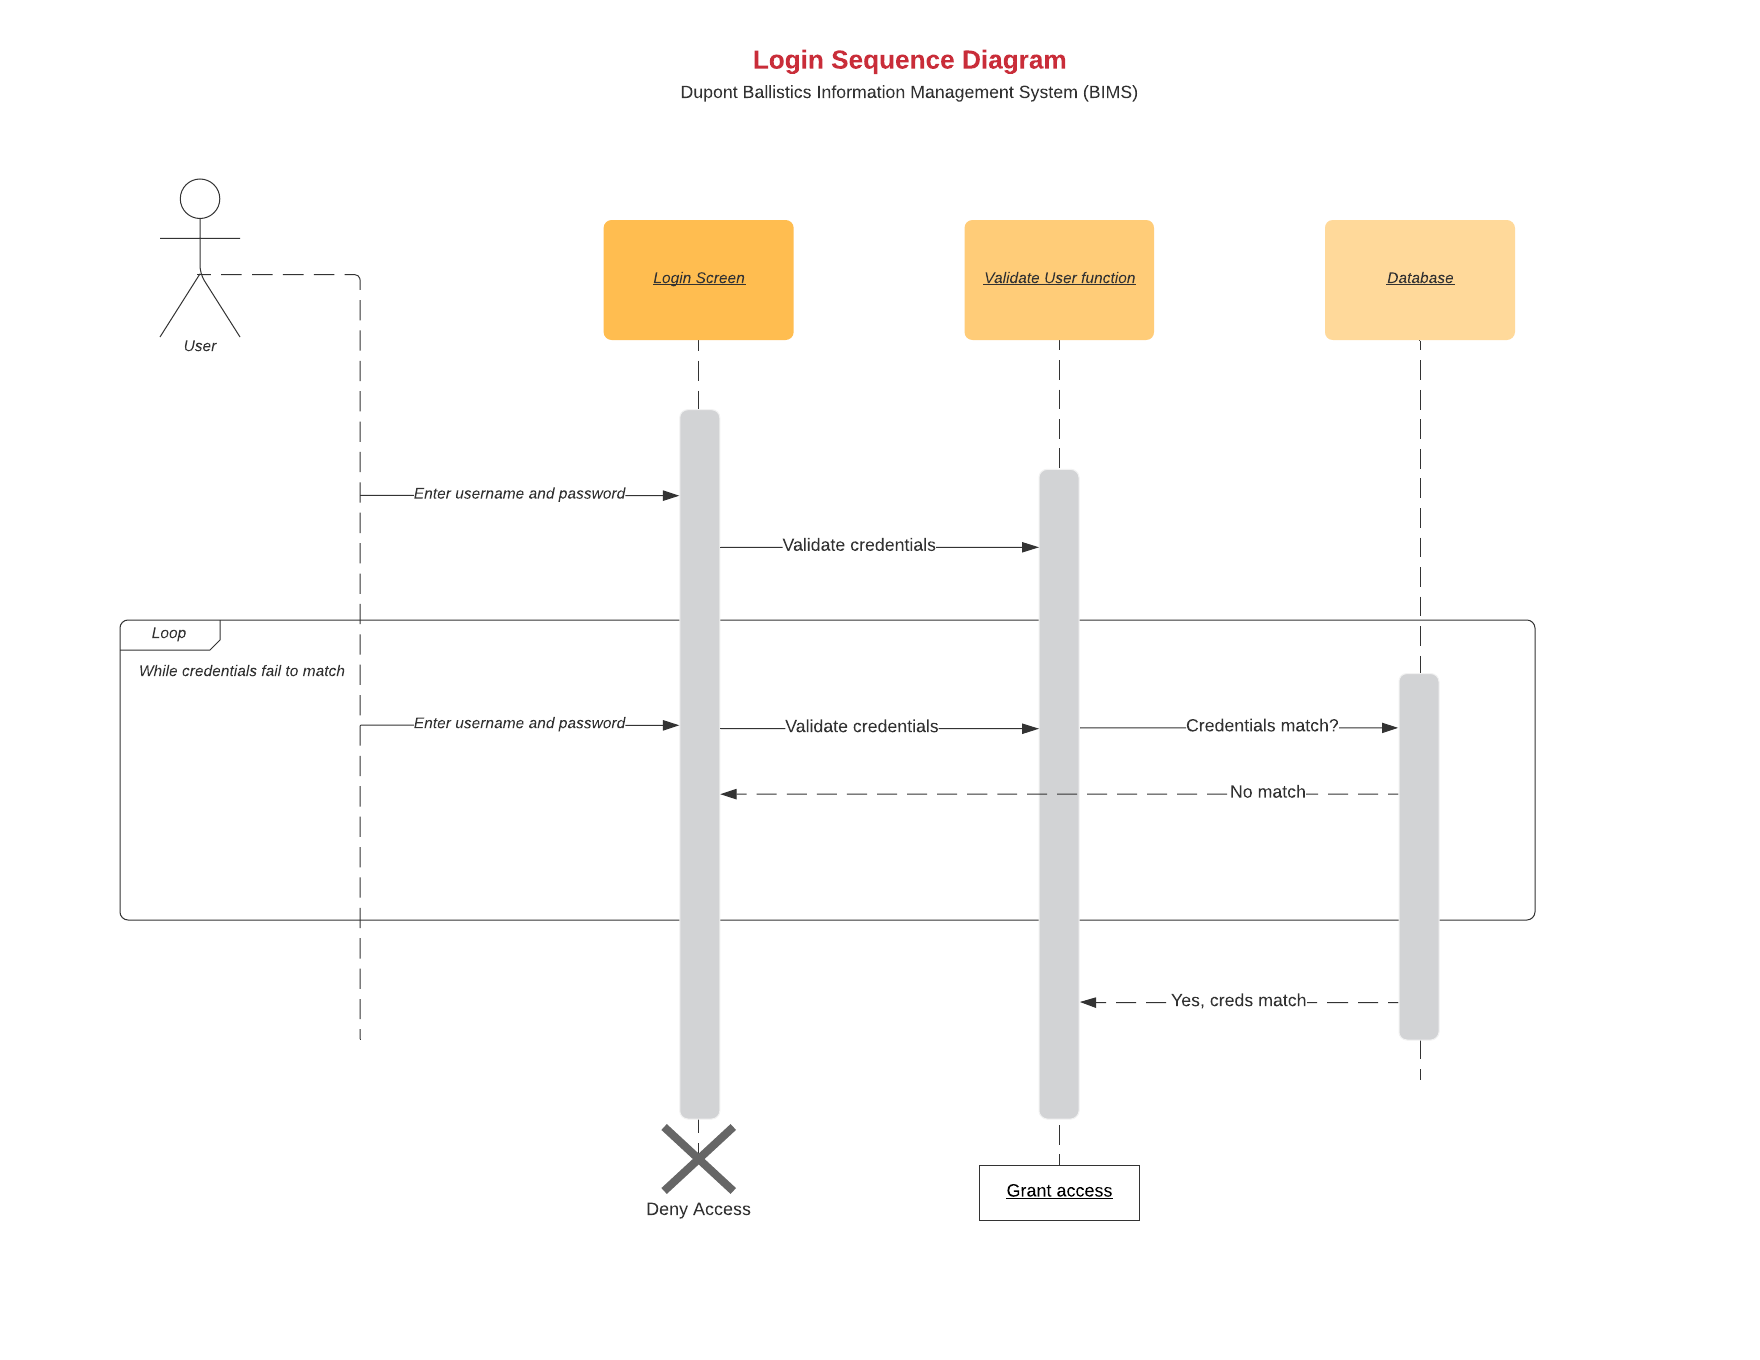 Login Sequence Diagram
Dupont Ballistics Information Management System (BIMS)
Login Screen
Validate User function
Database
User
Enter username and password
Validate credentials
Loop
While credentials fail to match
Enter username and password
Validate credentials
Credentials match?
No match
Yes, creds match
Grant access
Deny Access